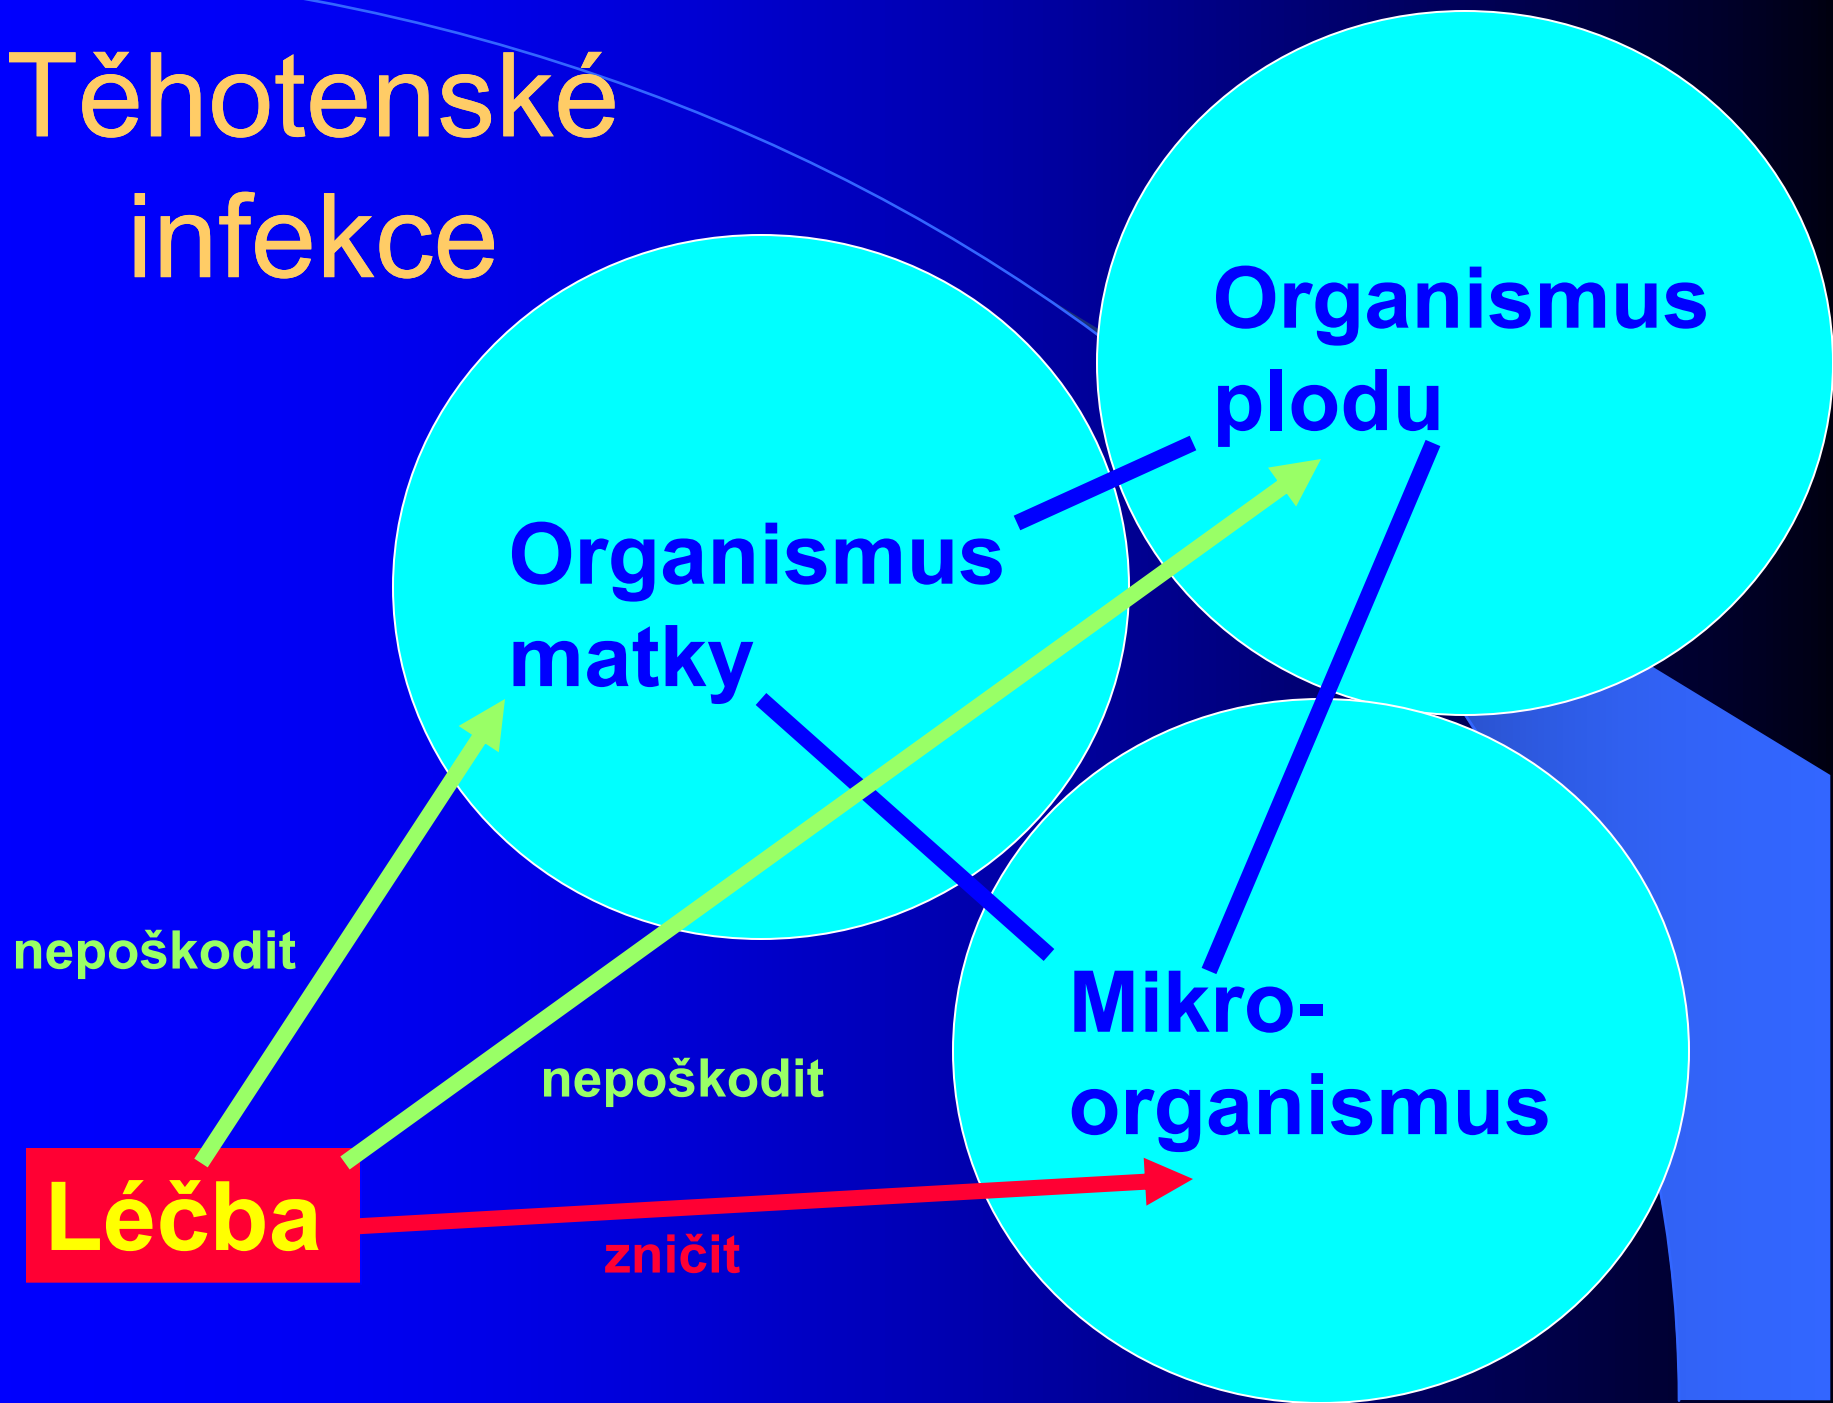 Těhotenské
infekce
Organismus
plodu
Organismus
matky
nepoškodit
Mikro-
organismus
nepoškodit
Léčba
zničit